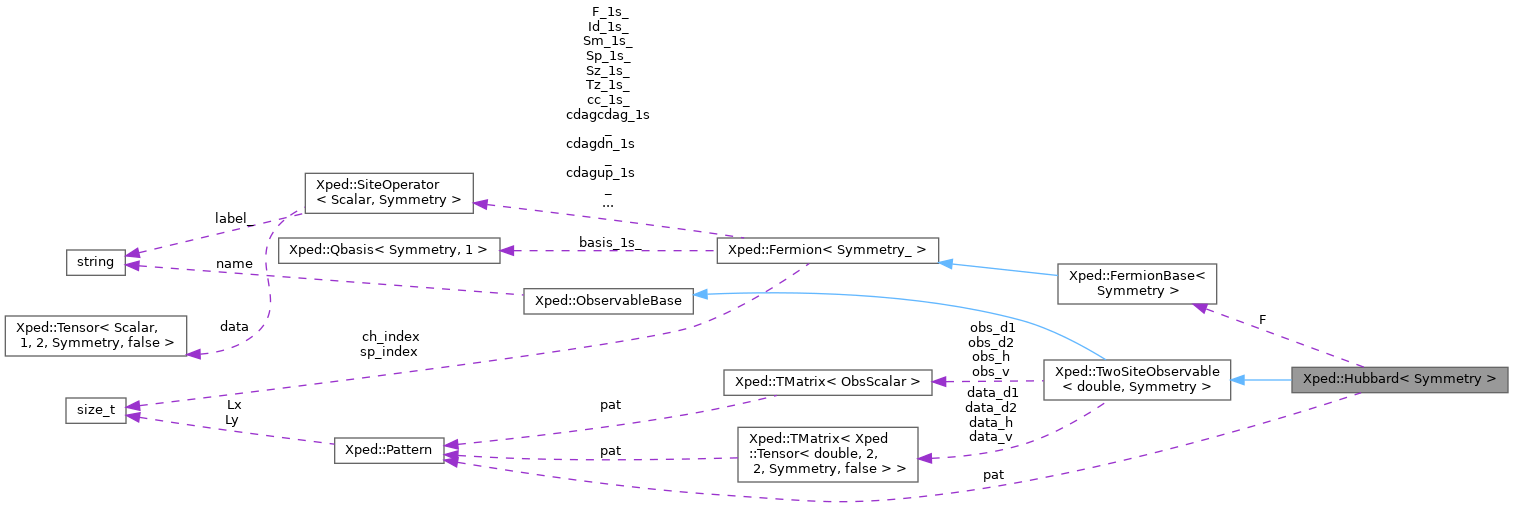 F_1s_
Id_1s_
Sm_1s_
Sp_1s_
Sz_1s_
Tz_1s_
cc_1s_
cdagcdag_1s
_
cdagdn_1s
_
cdagup_1s
_
...
Xped::SiteOperator
< Scalar, Symmetry >
label_
string
Xped::Qbasis< Symmetry, 1 >
basis_1s_
Xped::Fermion< Symmetry_ >
name
Xped::ObservableBase
Xped::FermionBase<
Symmetry >
Xped::Tensor< Scalar,
1, 2, Symmetry, false >
data
ch_index
sp_index
F
obs_d1
obs_d2
obs_h
obs_v
Xped::TMatrix< ObsScalar >
Xped::TwoSiteObservable
< double, Symmetry >
Xped::Hubbard< Symmetry >
size_t
Lx
Ly
pat
data_d1
data_d2
data_h
data_v
Xped::Pattern
pat
Xped::TMatrix< Xped
::Tensor< double, 2,
2, Symmetry, false > >
pat